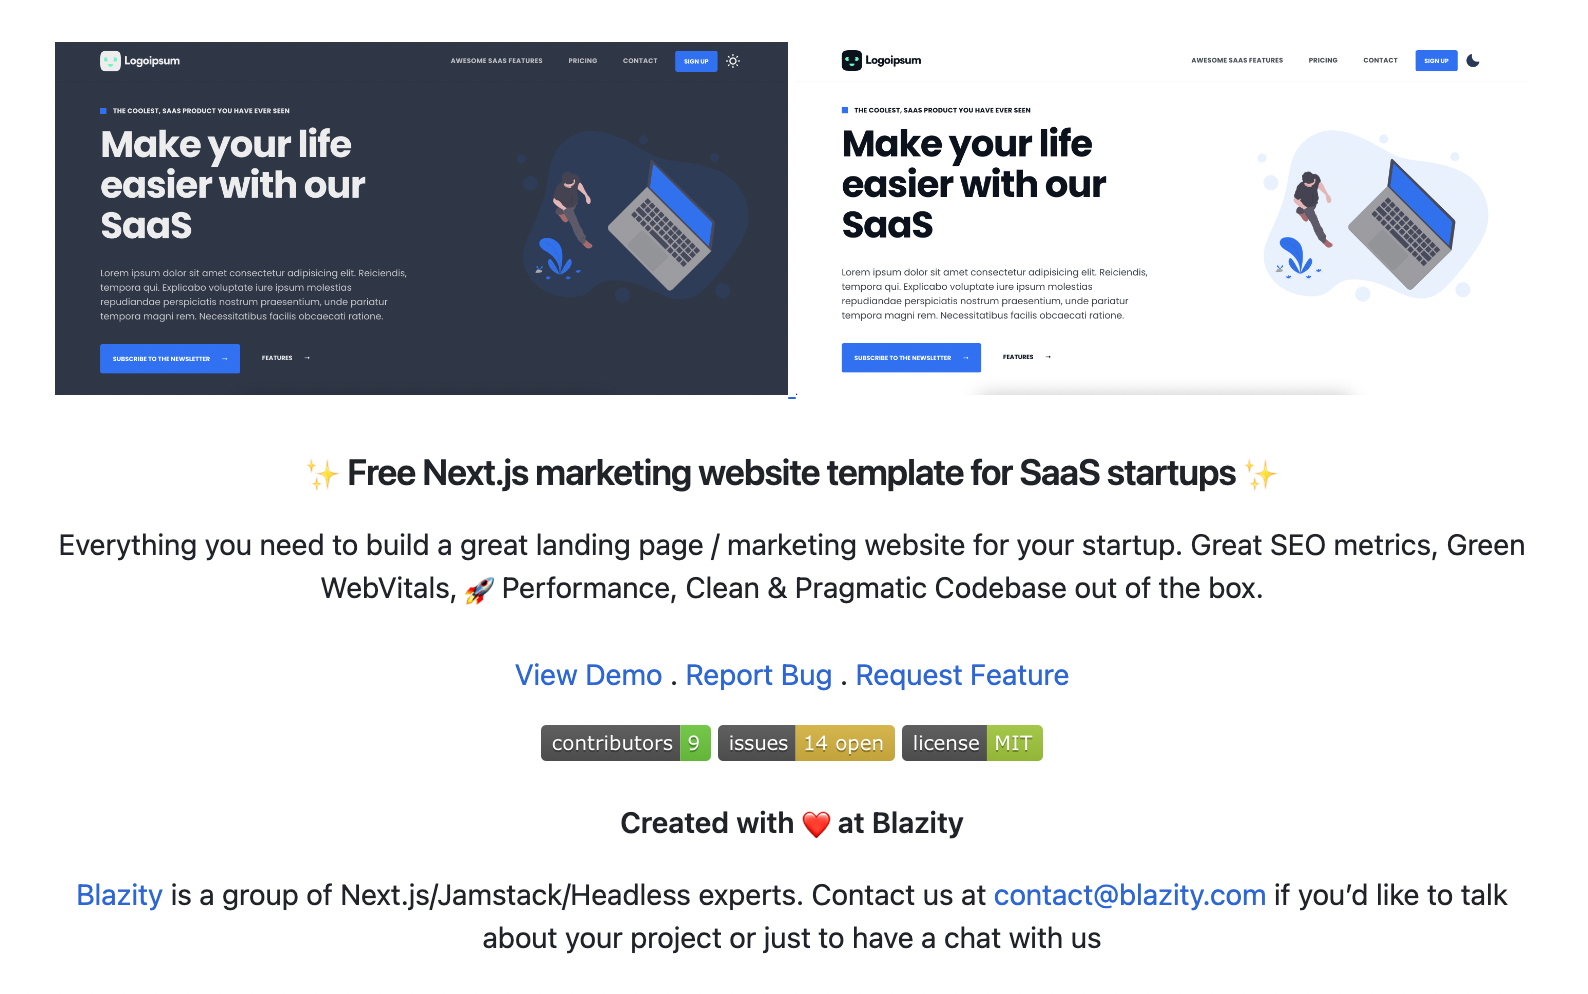 Logoipsum
AWESOME SAAS FEATURES
PRICING
CONTACT
SIGN UP
THE COOLEST, SAAS PRODUCT YOU HAVE EVER SEEN
Make your life
easier with our
SaaS
Lorem ipsum dolor sit amet consectetur adipisicing elit. Reiciendis,
tempora qui. Explicabo voluptate iure ipsum molestias
repudiandae perspiciatis nostrum praesentium, unde pariatur
tempora magni rem. Necessitatibus facilis obcaecati ratione.
SUBSCRIBE TO THE NEWSLETTER →
FEATURES →
Logoipsum
AWESOME SAAS FEATURES
PRICING
CONTACT
SIGN UP
THE COOLEST, SAAS PRODUCT YOU HAVE EVER SEEN
Make your life
easier with our
SaaS
Lorem ipsum dolor sit amet consectetur adipisicing elit. Reiciendis,
tempora qui. Explicabo voluptate iure ipsum molestias
repudiandae perspiciatis nostrum praesentium, unde pariatur
tempora magni rem. Necessitatibus facilis obcaecati ratione.
SUBSCRIBE TO THE NEWSLETTER →
FEATURES →
✨ Free Next.js marketing website template for SaaS startups ✨
Everything you need to build a great landing page / marketing website for your startup. Great SEO metrics, Green
WebVitals, 🚀 Performance, Clean & Pragmatic Codebase out of the box.
View Demo . Report Bug . Request Feature
contributors 9
issues 14 open
license MIT
Created with ❤️ at Blazity
Blazity is a group of Next.js/Jamstack/Headless experts. Contact us at contact@blazity.com if you’d like to talk
about your project or just to have a chat with us